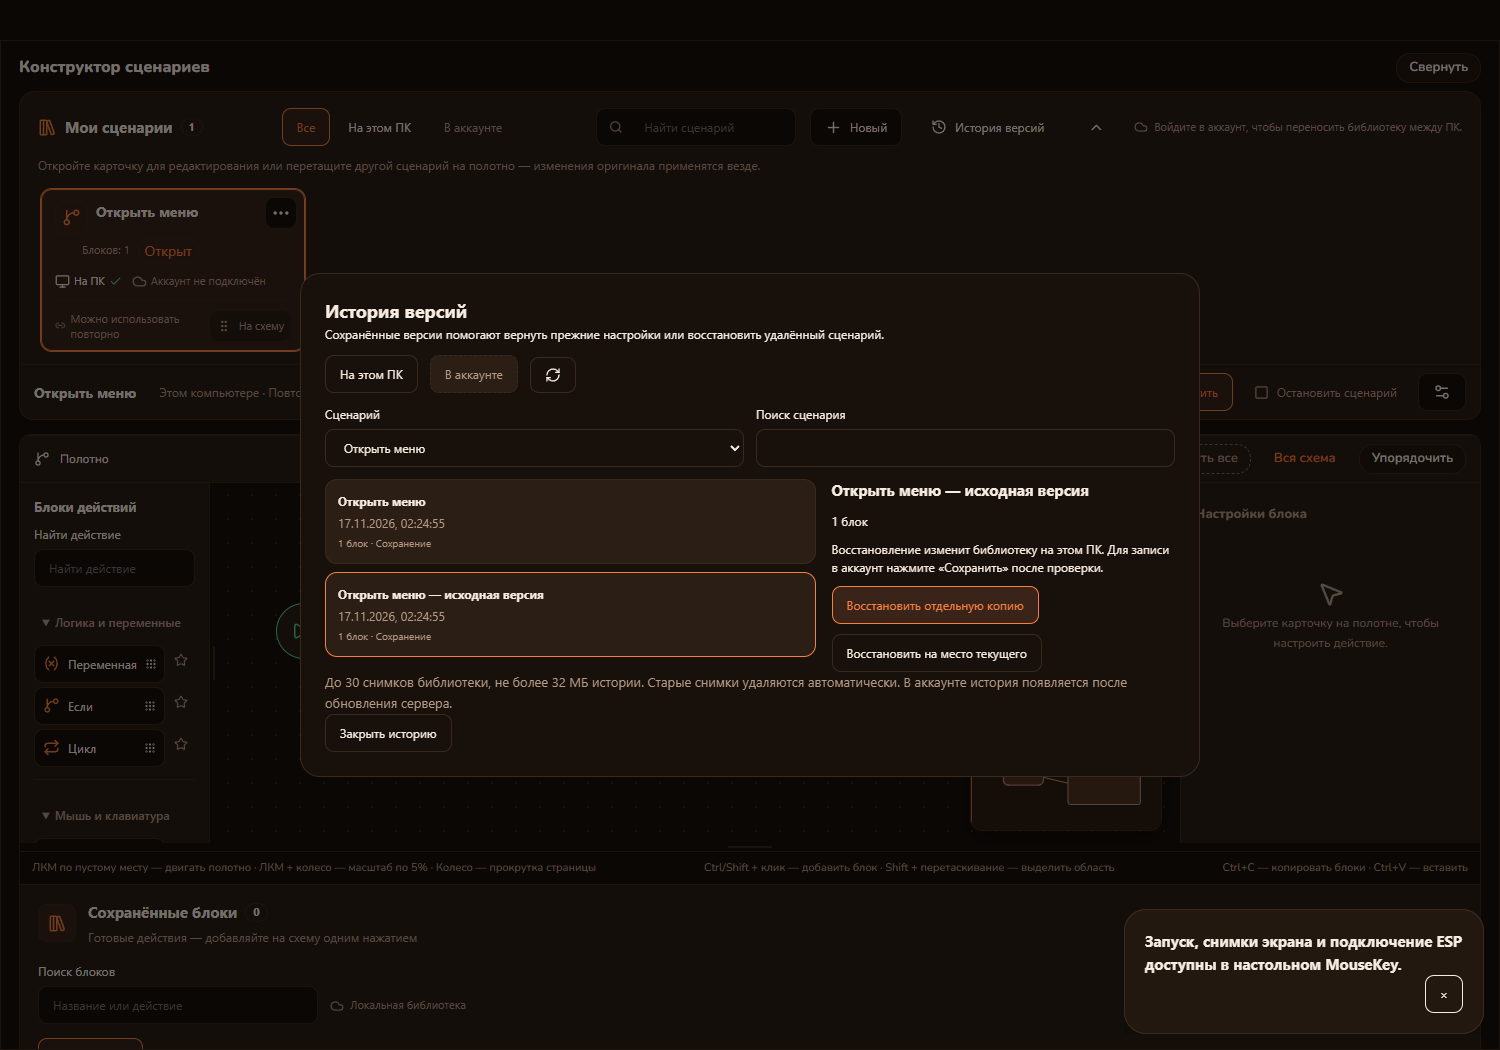 Конструктор сценариев
Свернуть
Мои сценарии 1
Все
На этом ПК
В аккаунте
Найти сценарий
Новый
История версий
Войдите в аккаунт, чтобы переносить библиотеку между ПК.
Откройте карточку для редактирования или перетащите другой сценарий на полотно — изменения оригинала применятся везде.
Открыть меню
Блоков: 1 Открыт
На ПК
Аккаунт не подключён
Можно использовать
повторно
На схему
Открыть меню
Этом компьютере · Повто
ить
Остановить сценарий
История версий
Сохранённые версии помогают вернуть прежние настройки или восстановить удалённый сценарий.
На этом ПК
В аккаунте
Сценарий
Поиск сценария
Открыть меню
Открыть меню
17.11.2026, 02:24:55
1 блок · Сохранение
Открыть меню — исходная версия
17.11.2026, 02:24:55
1 блок · Сохранение
Открыть меню — исходная версия
1 блок
Восстановление изменит библиотеку на этом ПК. Для записи
в аккаунт нажмите «Сохранить» после проверки.
Восстановить отдельную копию
Восстановить на место текущего
До 30 снимков библиотеки, не более 32 МБ истории. Старые снимки удаляются автоматически. В аккаунте история появляется после
обновления сервера.
Закрыть историю
Полотно
ть все
Вся схема
Упорядочить
Блоки действий
Найти действие
Найти действие
Логика и переменные
Переменная
Если
Цикл
Мышь и клавиатура
Настройки блока
Выберите карточку на полотне, чтобы
настроить действие.
ЛКМ по пустому месту — двигать полотно · ЛКМ + колесо — масштаб по 5% · Колесо — прокрутка страницы
Ctrl/Shift + клик — добавить блок · Shift + перетаскивание — выделить область
Ctrl+C — копировать блоки · Ctrl+V — вставить
Сохранённые блоки 0
Готовые действия — добавляйте на схему одним нажатием
Поиск блоков
Название или действие
Локальная библиотека
Запуск, снимки экрана и подключение ESP
доступны в настольном MouseKey.
×